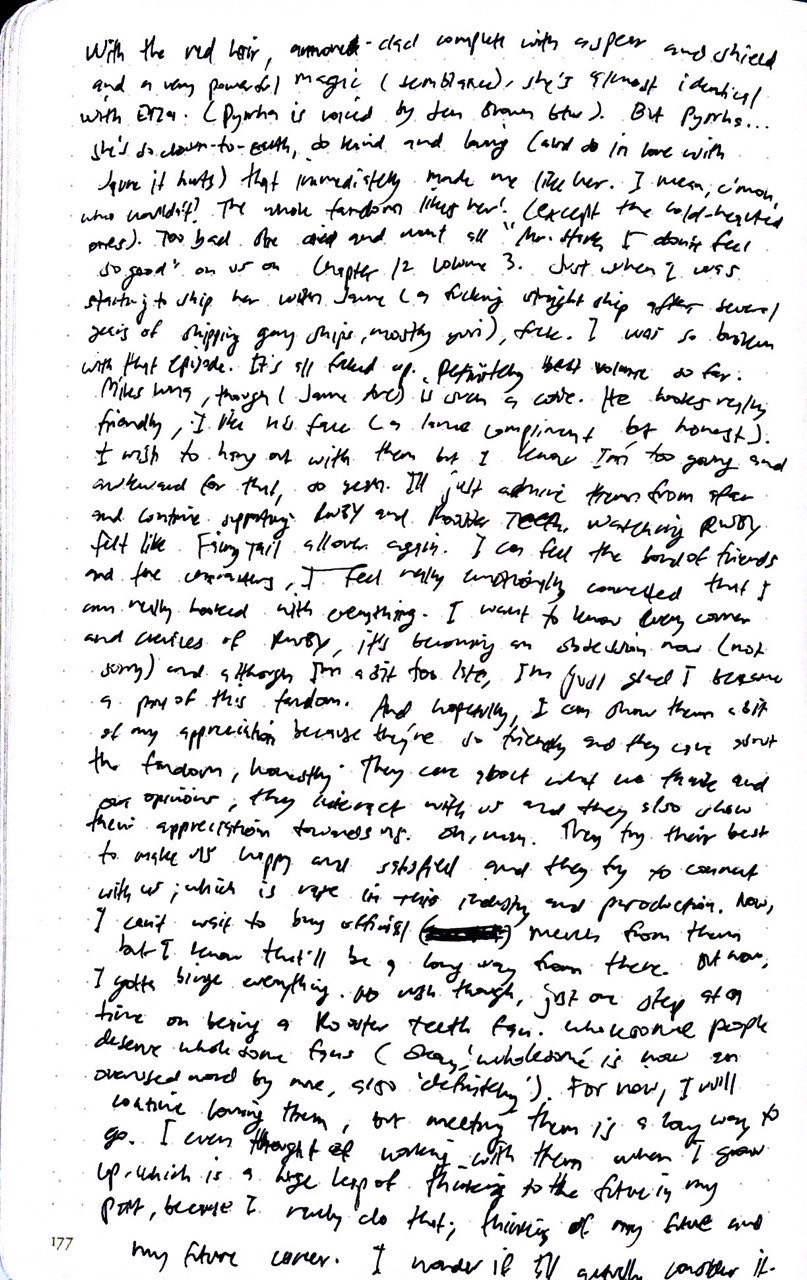 With the red hair, armored-clad complete with a spear and shield
and a very powerful magic (semblance), she's almost identical
with Erza. (Pyrrha is voiced by Jen Brown btw). But Pyrrha...
she's so down-to-earth, so kind and loving (and so in love with
Jaune it hurts) that immediately made me like her. I mean, c'mon,
who wouldn't? The whole fandom likes her! (except the cold-hearted
ones). Too bad she died and went all "Mr. Stark I don't feel
so good" on us on Chapter 12 Volume 3. Just when I was
starting to ship her with Jaune (a fucking straight ship after several
years of shipping gay ships, mostly yuri), fuck. I was so broken
with that episode. It's all fucked up. Definitely best volume so far.
Miles Luna, though (Jaune Arc) is such a cutie. He looks really
friendly, I like his face (a lame compliment but honest).
I wish to hang out with them but I know I'm too young and
awkward for that, so yeah. I'll just admire them from afar
and continue supporting RWBY and Rooster Teeth. Watching RWBY
felt like Fairy Tail all over again. I can feel the bond of friends
and the characters, I feel really emotionally connected that I
am really hooked with everything. I want to know every corner
and crevices of RWBY, it's becoming an obsession now (not
sorry) and although I'm a bit too late, I'm just glad I became
a part of this fandom. And hopefully, I can show them a bit
of my appreciation because they're so friendly and they care about
the fandom, honestly. They care about what we think and
our opinions, they interact with us and they also show
their appreciation towards us. Oh, man. They try their best
to make us happy and satisfied and they try to connect
with us; which is rare in this industry and production. Now,
I can't wait to buy official merch from them
but I know that'll be a long way from there. But now,
I gotta binge everything. No rush though, just one step at a
time on being a Rooster Teeth fan. Wholesome people
deserve wholesome fans (okay, 'wholesome' is now an
overused word by me, also 'definitely'). For now, I will
continue loving them, but meeting them is a long way to
go. I even thought of working with them when I grow
up, which is a huge leap of thinking to the future in my
part, because I rarely do that; thinking of my future and
my future career. I wonder if I'll actually consider it.
177